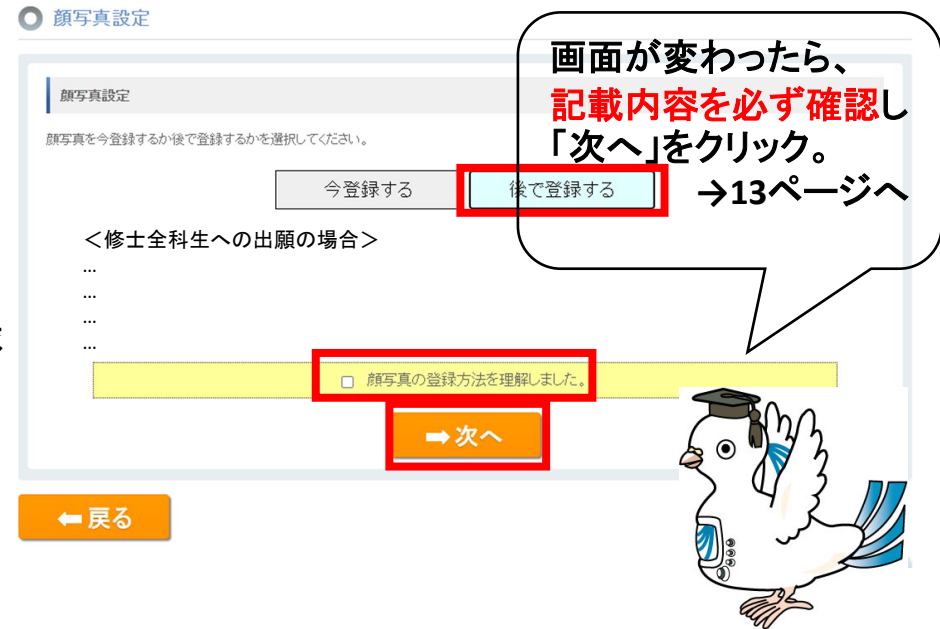 顔写真設定
画面が変わったら、
記載内容を必ず確認し
「次へ」をクリック。
→13ページへ
顔写真設定
顔写真を今登録するか後で登録するかを選択してください。
今登録する
後で登録する
＜修士全科生への出願の場合＞
…
…
…
…
顔写真の登録方法を理解しました。
➡次へ
⬅戻る